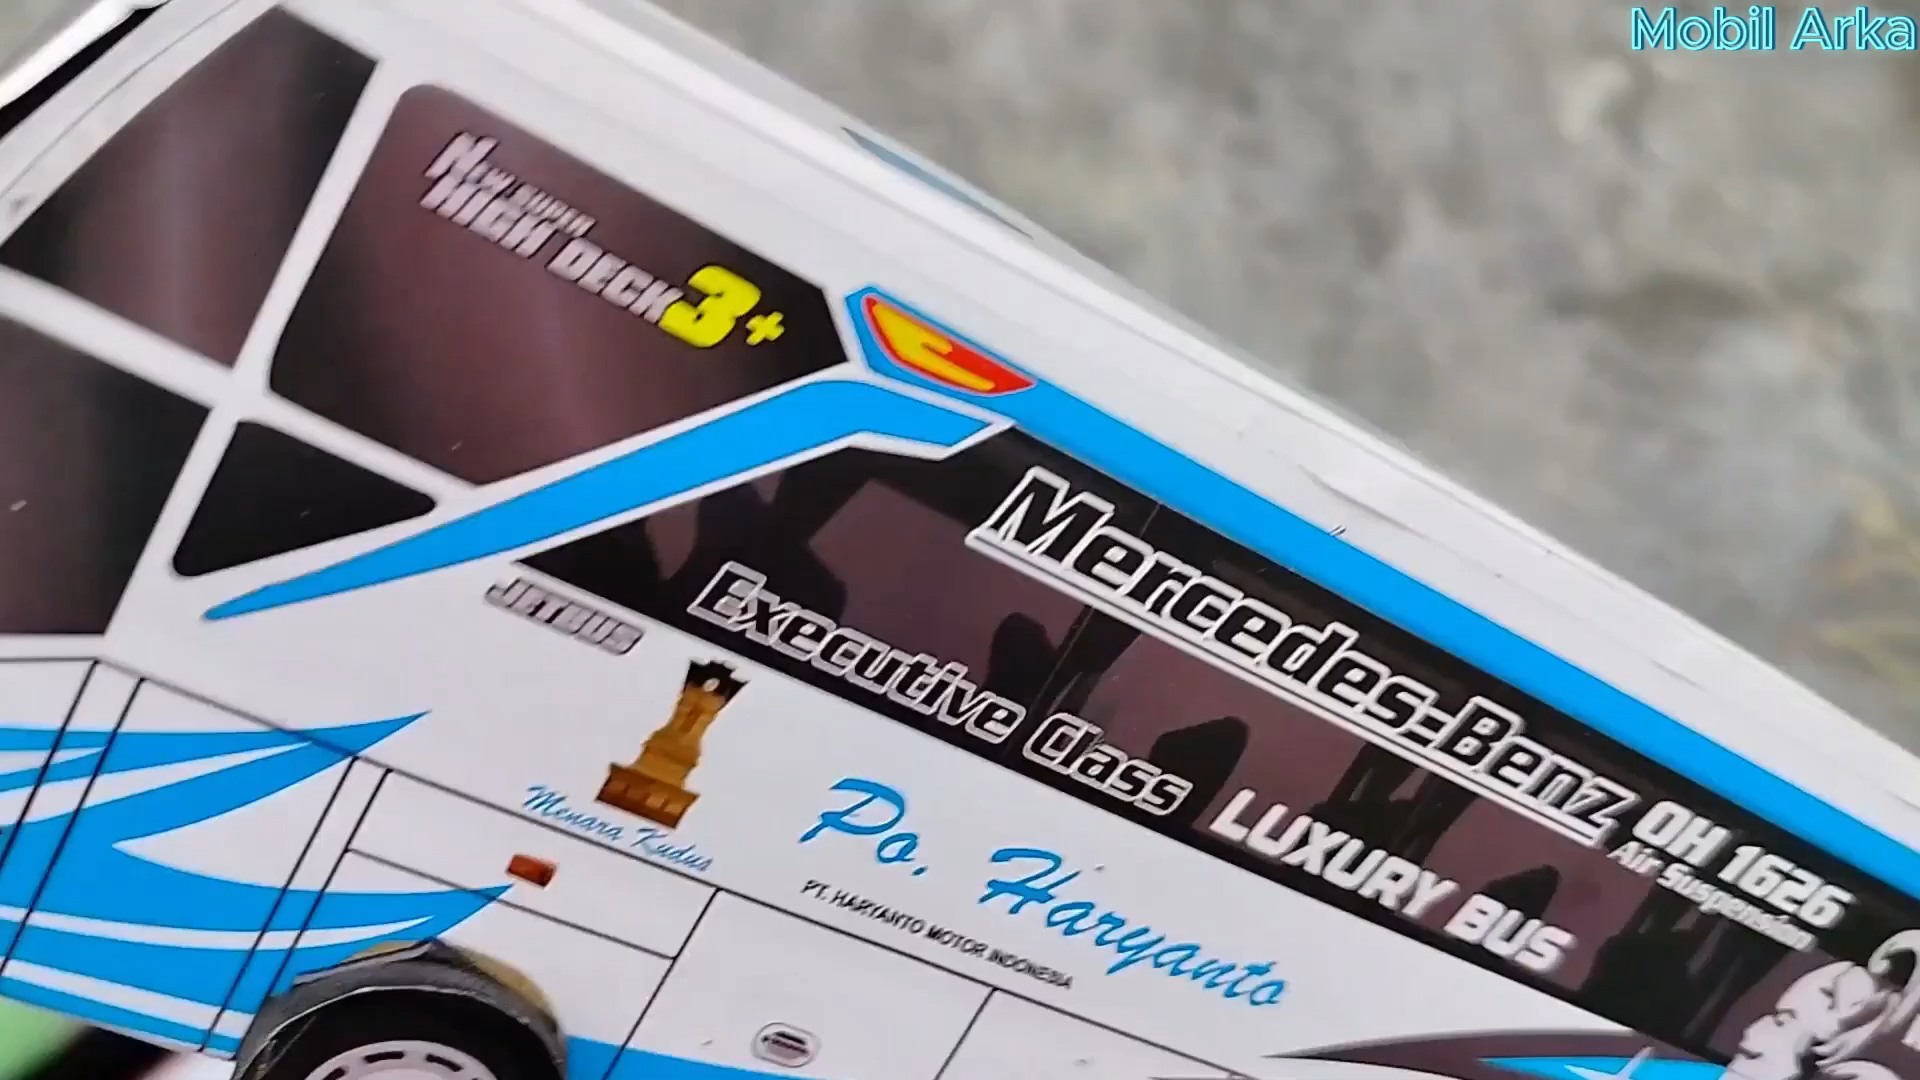 Mobil Arka
NEW SUPER
HIGH DECK 3+
JETBUS
Mercedes-Benz OH 1626
Air Suspension
Executive Class LUXURY BUS
Menara Kudus
Po. Haryanto
PT. HARYANTO MOTOR INDONESIA